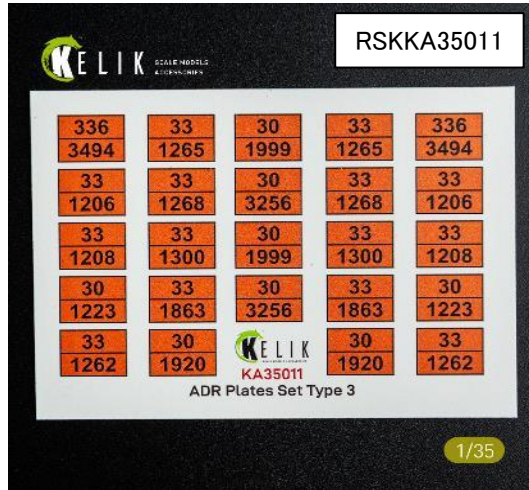 RSKKA35011
KELIK SCALE MODELS
ACCESSORIES
336 33 30 33 336
3494 1265 1999 1265 3494
33 33 30 33 33
1206 1268 3256 1268 1206
33 33 30 33 33
1208 1300 1999 1300 1208
30 33 30 33 30
1223 1863 3256 1863 1223
33 30 KELIK 30 33
1262 1920 KA35011 1920 1262
ADR Plates Set Type 3
1/35